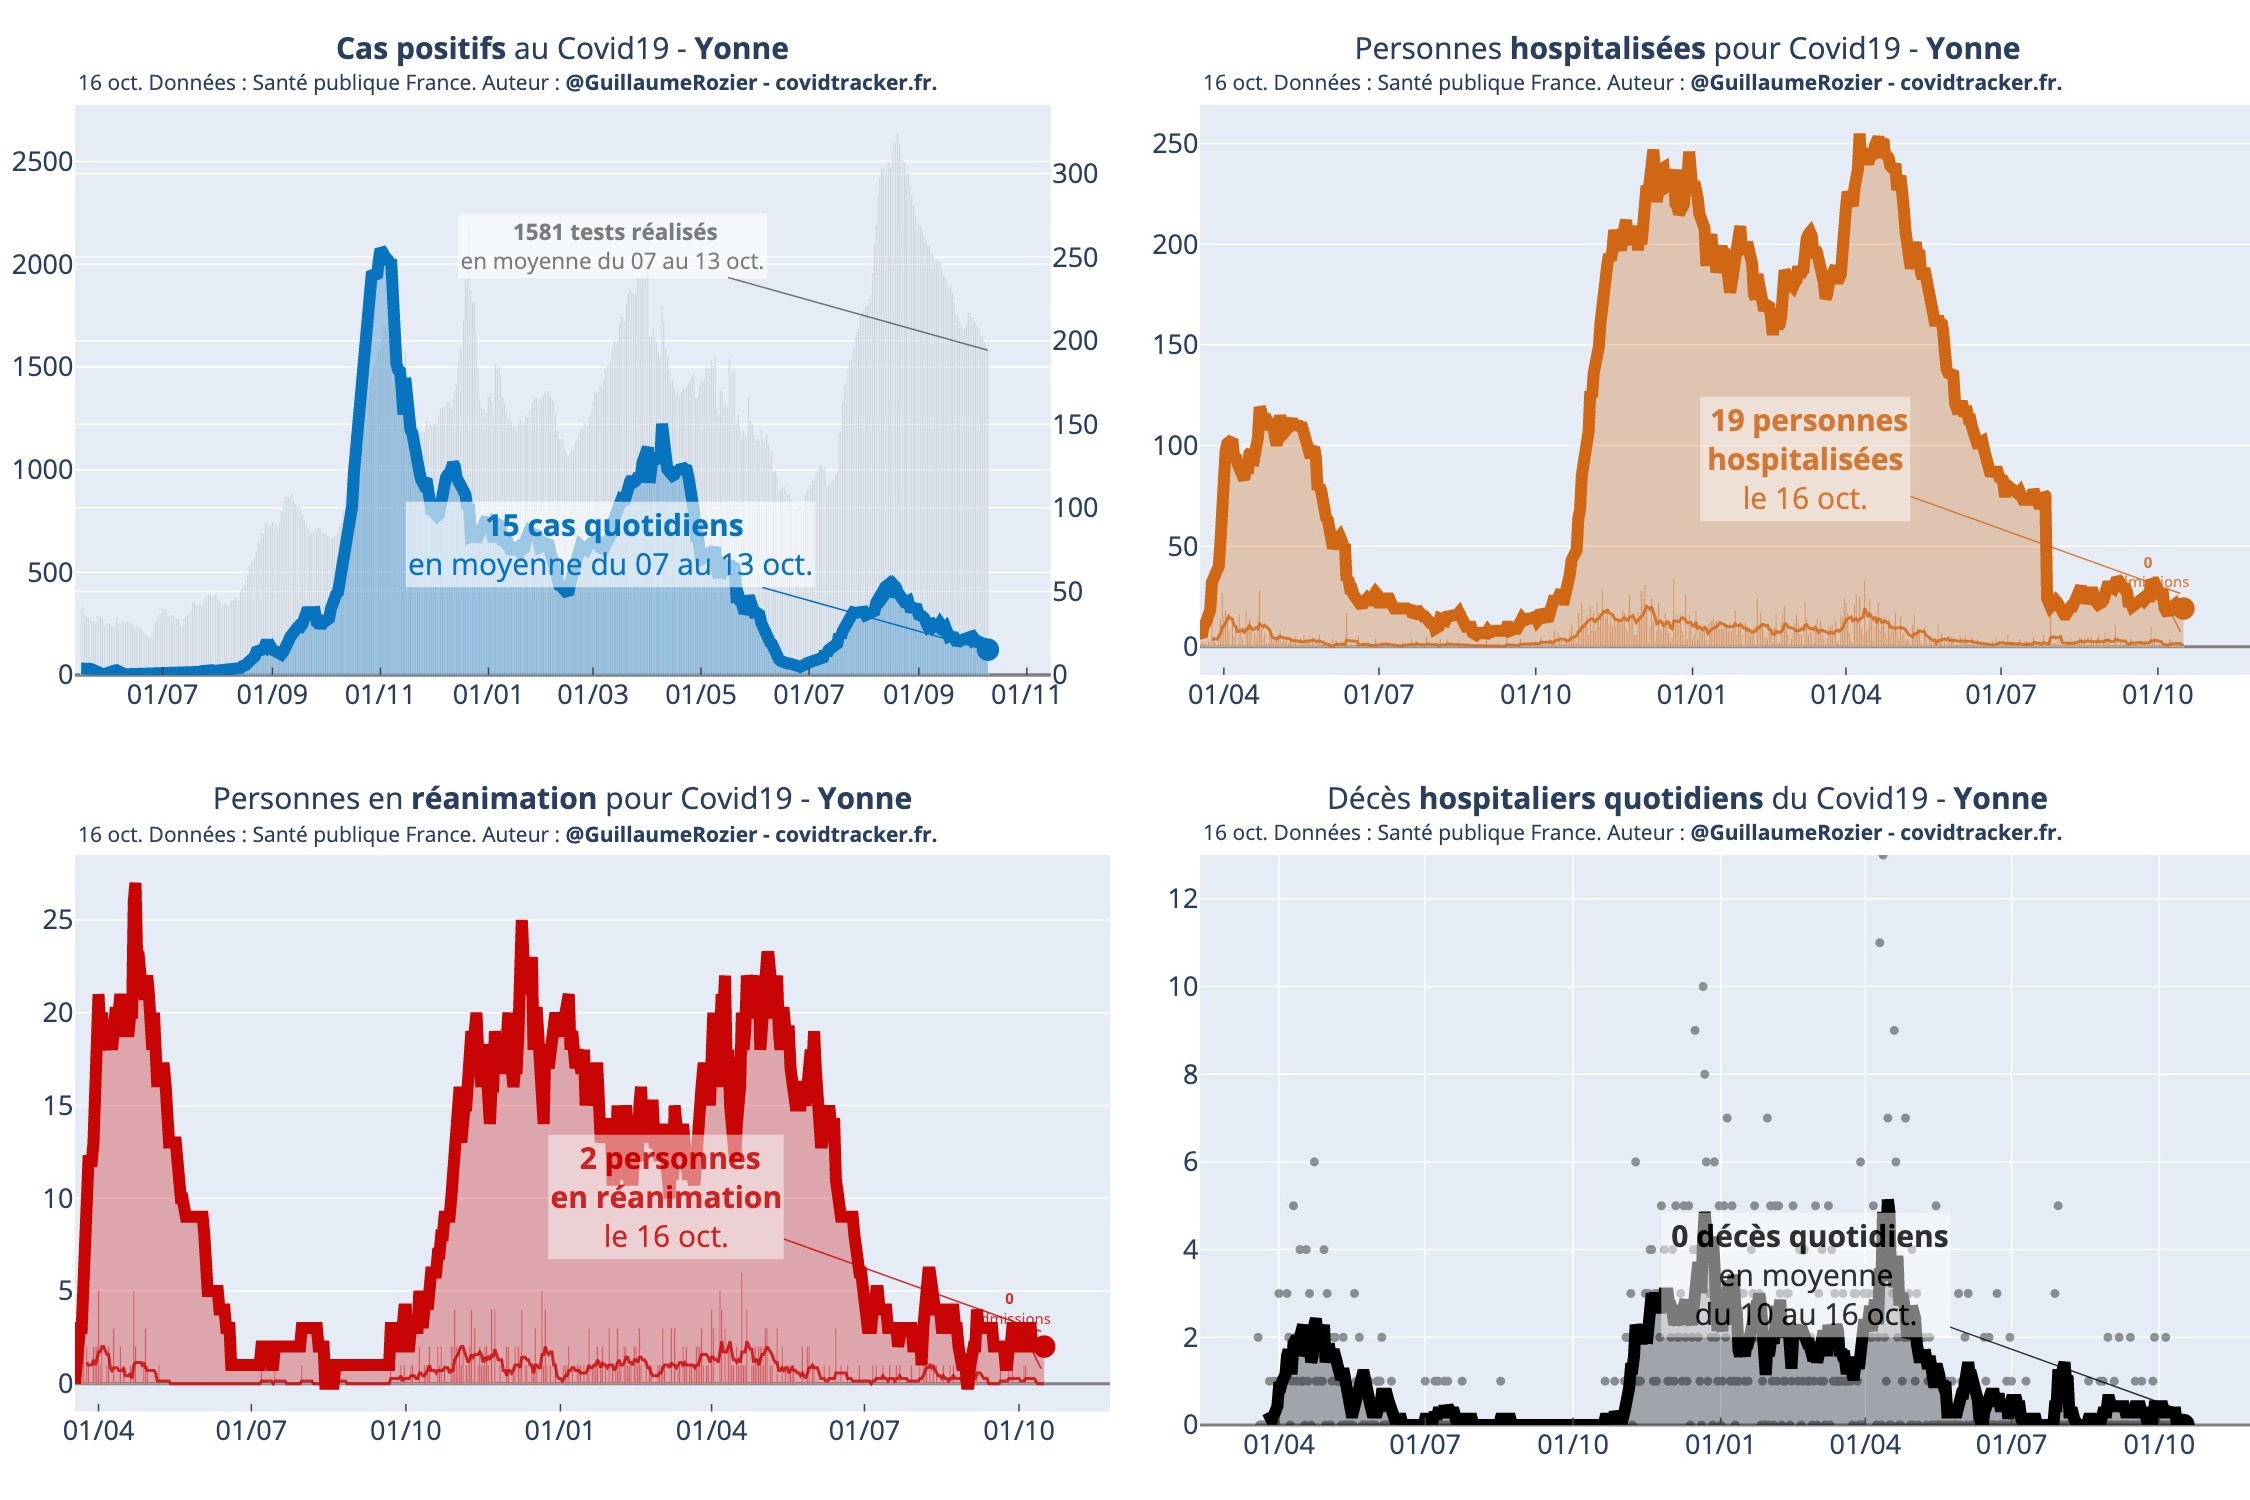 Cas positifs au Covid19 - Yonne
16 oct. Données : Santé publique France. Auteur : @GuillaumeRozier - covidtracker.fr.
2500
2000
1500
1000
500
0
300
250
200
150
100
50
0
1581 tests réalisés
en moyenne du 07 au 13 oct.
15 cas quotidiens
en moyenne du 07 au 13 oct.
01/07 01/09 01/11 01/01 01/03 01/05 01/07 01/09 01/11
Personnes hospitalisées pour Covid19 - Yonne
16 oct. Données : Santé publique France. Auteur : @GuillaumeRozier - covidtracker.fr.
250
200
150
100
50
0
19 personnes
hospitalisées
le 16 oct.
0
01/04 01/07 01/10 01/01 01/04 01/07 01/10
Personnes en réanimation pour Covid19 - Yonne
16 oct. Données : Santé publique France. Auteur : @GuillaumeRozier - covidtracker.fr.
25
20
15
10
5
0
2 personnes
en réanimation
le 16 oct.
0
01/04 01/07 01/10 01/01 01/04 01/07 01/10
Décès hospitaliers quotidiens du Covid19 - Yonne
16 oct. Données : Santé publique France. Auteur : @GuillaumeRozier - covidtracker.fr.
12
10
8
6
4
2
0
0 décès quotidiens
en moyenne
du 10 au 16 oct.
01/04 01/07 01/10 01/01 01/04 01/07 01/10